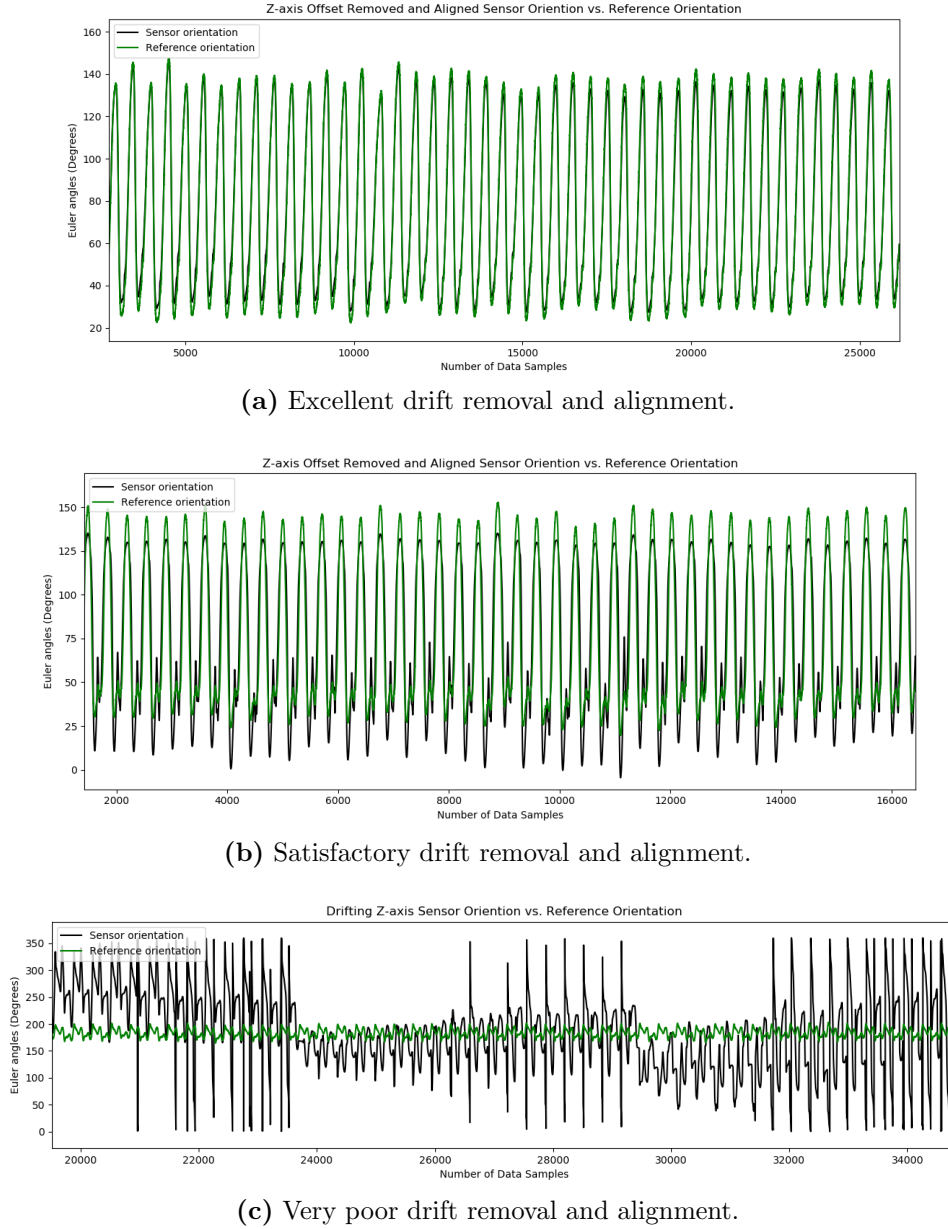 Z-axis Offset Removed and Aligned Sensor Oriention vs. Reference Orientation
Sensor orientation
Reference orientation
Euler angles (Degrees)
160
140
120
100
80
60
40
20
5000 10000 15000 20000 25000
Number of Data Samples
(a) Excellent drift removal and alignment.
Z-axis Offset Removed and Aligned Sensor Oriention vs. Reference Orientation
Sensor orientation
Reference orientation
Euler angles (Degrees)
150
125
100
75
50
25
0
2000 4000 6000 8000 10000 12000 14000 16000
Number of Data Samples
(b) Satisfactory drift removal and alignment.
Drifting Z-axis Sensor Oriention vs. Reference Orientation
Sensor orientation
Reference orientation
Euler angles (Degrees)
350
300
250
200
150
100
50
0
20000 22000 24000 26000 28000 30000 32000 34000
Number of Data Samples
(c) Very poor drift removal and alignment.